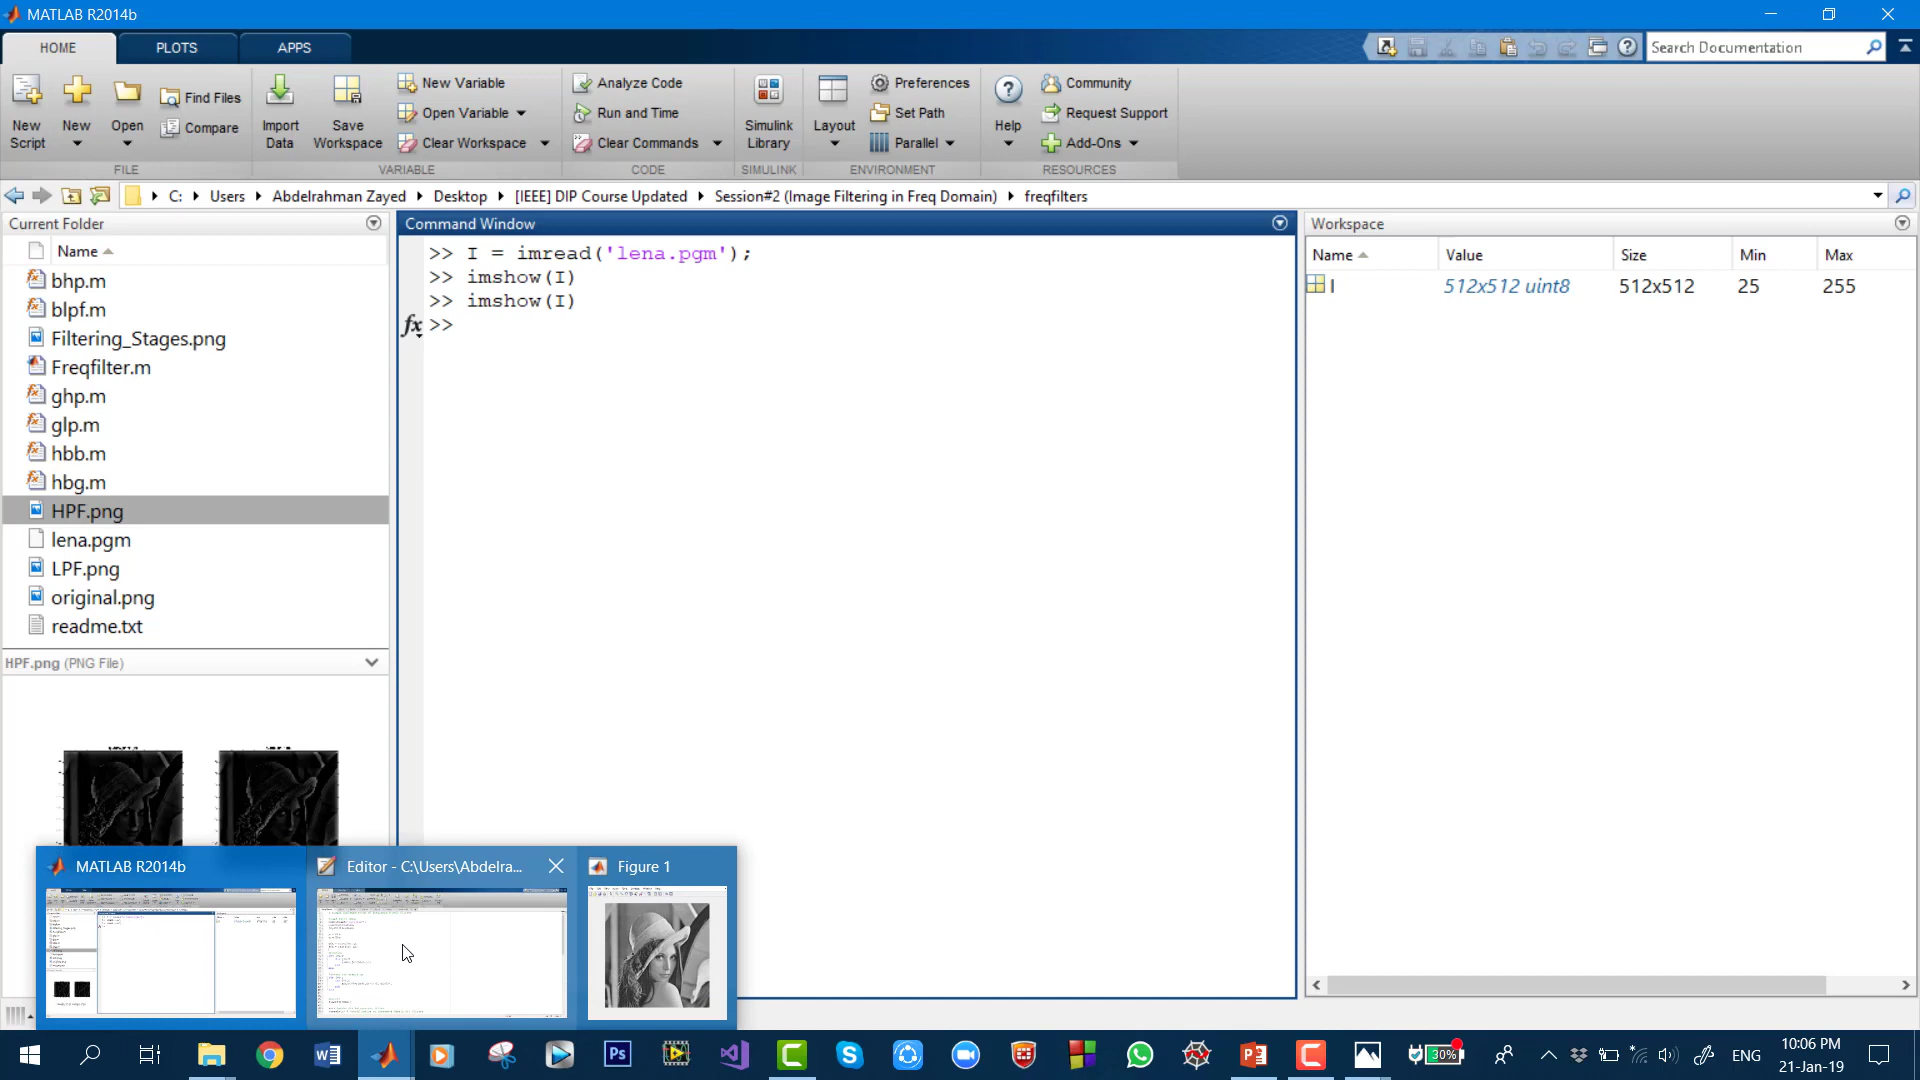 MATLAB R2014b
HOME PLOTS APPS
Search Documentation
New Script
New
Open
Find Files
Compare
FILE
Import Data
Save Workspace
New Variable
Open Variable
Clear Workspace
VARIABLE
Analyze Code
Run and Time
Clear Commands
CODE
Simulink Library
SIMULINK
Layout
Preferences
Set Path
Parallel
ENVIRONMENT
Help
Community
Request Support
Add-Ons
RESOURCES
C: Users Abdelrahman Zayed Desktop [IEEE] DIP Course Updated Session#2 (Image Filtering in Freq Domain) freqfilters
Current Folder
Name
bhp.m
blpf.m
Filtering_Stages.png
Freqfilter.m
ghp.m
glp.m
hbb.m
hbg.m
HPF.png
lena.pgm
LPF.png
original.png
readme.txt
HPF.png (PNG File)
Command Window
>> I = imread('lena.pgm');
>> imshow(I)
>> imshow(I)
fx >>
Workspace
Name Value Size Min Max
I 512x512 uint8 512x512 25 255
MATLAB R2014b
Editor - C:\Users\Abdelra...
Figure 1
Ps
30%
ENG
10:06 PM
21-Jan-19